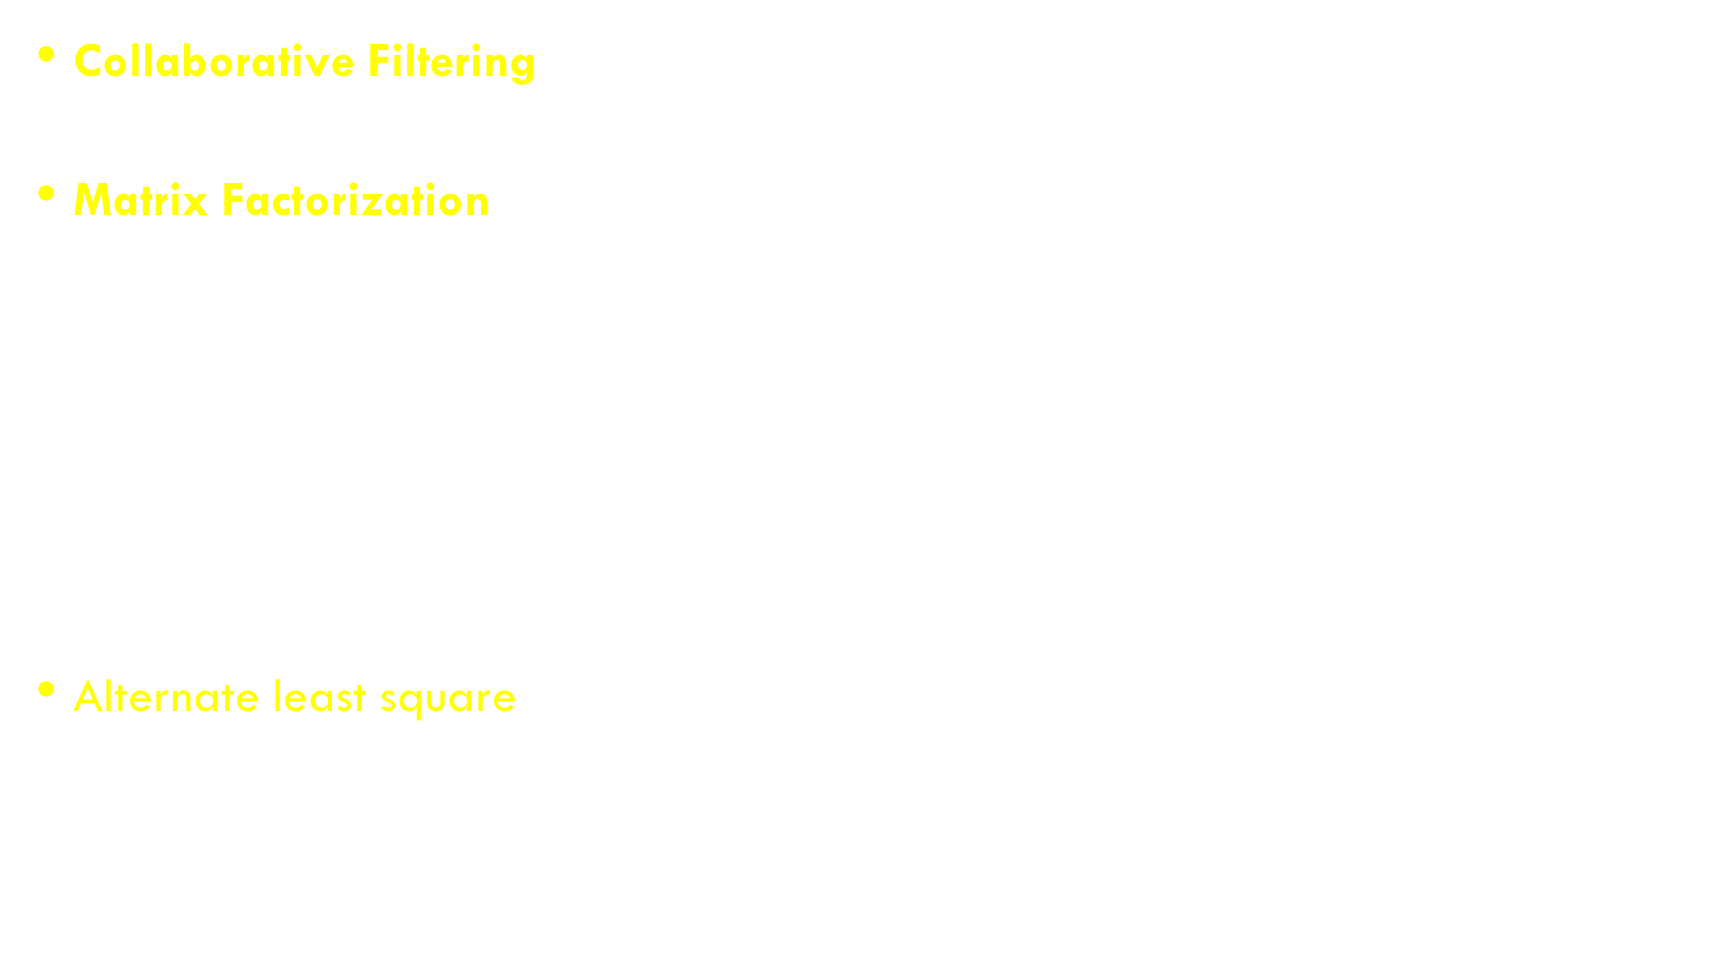 • Collaborative Filtering
• Matrix Factorization
• Alternate least square